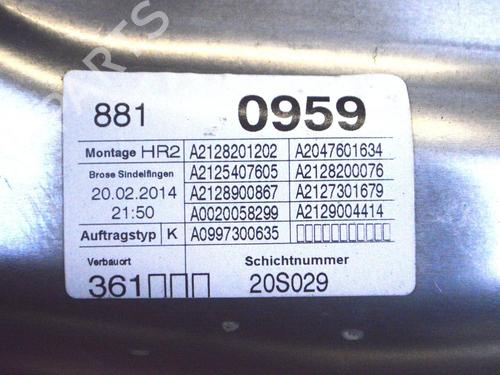 881 0959
Montage HR2 A2128201202 A2047601634
Brose Sindelfingen A2125407605 A2128200076
20.02.2014 A2128900867 A2127301679
21:50 A0020058299 A2129004414
Auftragstyp K A0997300635 □□□□□□□□□□□
Verbauort Schichtnummer
361□□□ 20S029